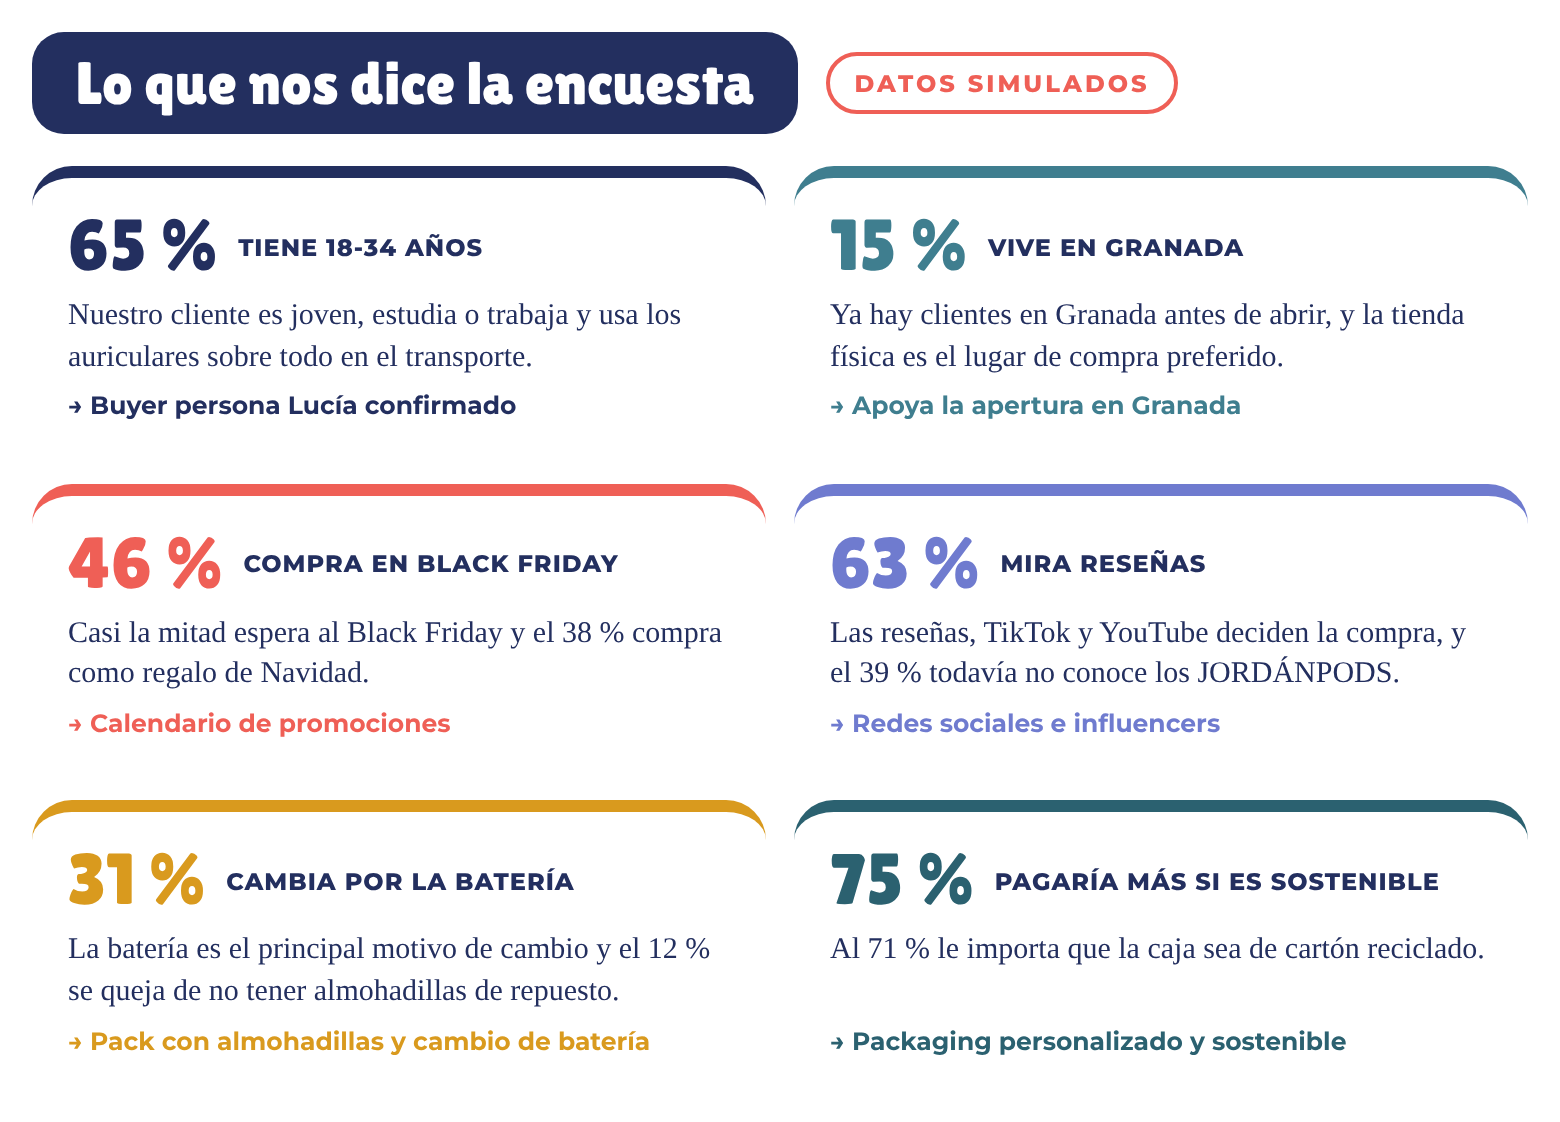 Lo que nos dice la encuesta
DATOS SIMULADOS
65 % TIENE 18-34 AÑOS
Nuestro cliente es joven, estudia o trabaja y usa los
auriculares sobre todo en el transporte.
→ Buyer persona Lucía confirmado
15 % VIVE EN GRANADA
Ya hay clientes en Granada antes de abrir, y la tienda
física es el lugar de compra preferido.
→ Apoya la apertura en Granada
46 % COMPRA EN BLACK FRIDAY
Casi la mitad espera al Black Friday y el 38 % compra
como regalo de Navidad.
→ Calendario de promociones
63 % MIRA RESEÑAS
Las reseñas, TikTok y YouTube deciden la compra, y
el 39 % todavía no conoce los JORDÁNPODS.
→ Redes sociales e influencers
31 % CAMBIA POR LA BATERÍA
La batería es el principal motivo de cambio y el 12 %
se queja de no tener almohadillas de repuesto.
→ Pack con almohadillas y cambio de batería
75 % PAGARÍA MÁS SI ES SOSTENIBLE
Al 71 % le importa que la caja sea de cartón reciclado.
→ Packaging personalizado y sostenible